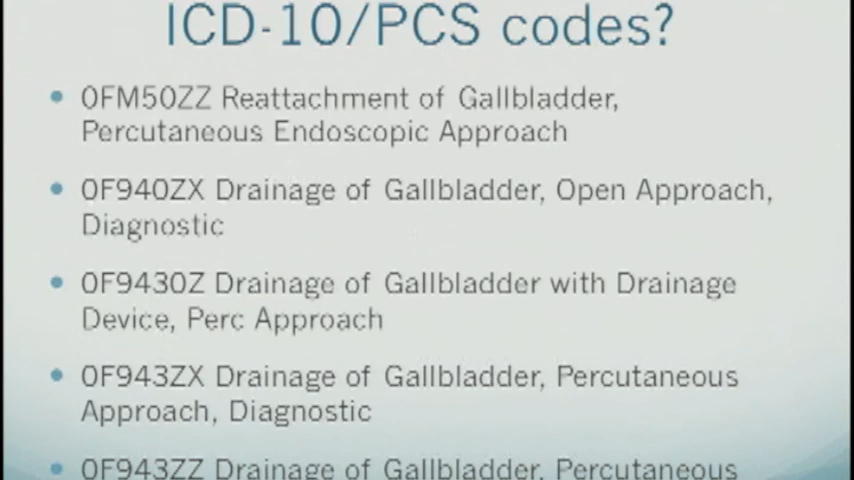 ICD-10/PCS codes?
• 0FM50ZZ Reattachment of Gallbladder,
Percutaneous Endoscopic Approach
• 0F940ZX Drainage of Gallbladder, Open Approach,
Diagnostic
• 0F9430Z Drainage of Gallbladder with Drainage
Device, Perc Approach
• 0F943ZX Drainage of Gallbladder, Percutaneous
Approach, Diagnostic
• 0F943ZZ Drainage of Gallbladder, Percutaneous